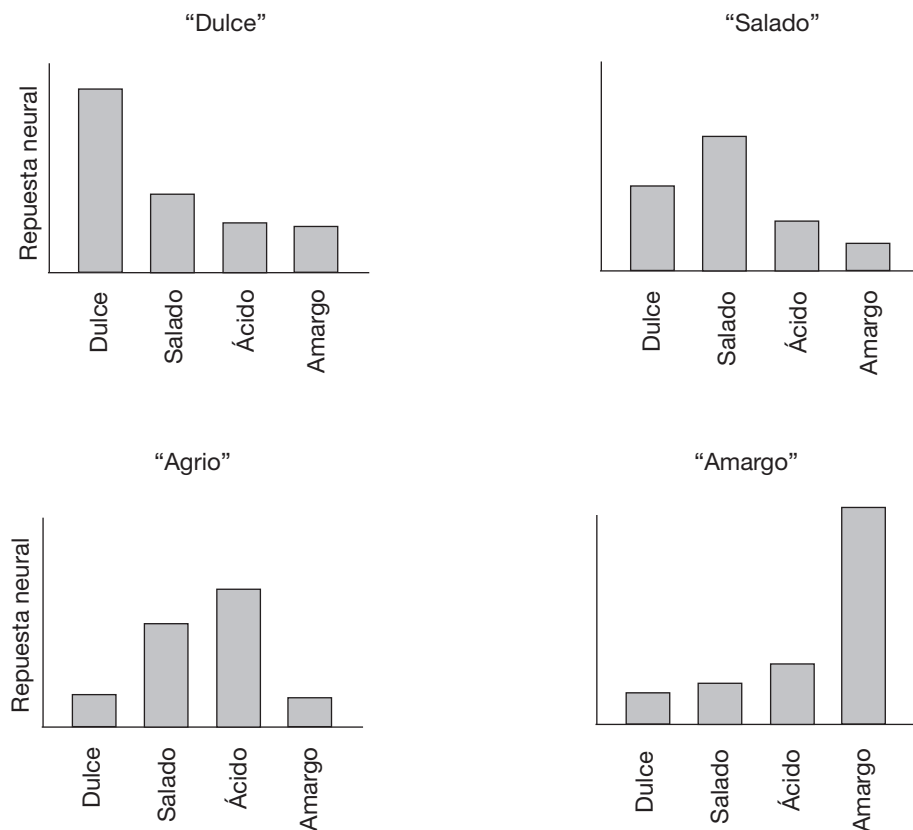 “Dulce”
Repuesta neural
Dulce
Salado
Ácido
Amargo
“Salado”
Dulce
Salado
Ácido
Amargo
“Agrio”
Repuesta neural
Dulce
Salado
Ácido
Amargo
“Amargo”
Dulce
Salado
Ácido
Amargo